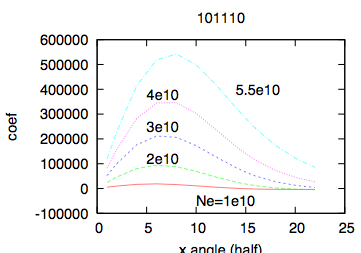 101110
600000
500000
400000
300000
200000
100000
0
-100000
coef
5.5e10
4e10
3e10
2e10
Ne=1e10
0 5 10 15 20 25
x angle (half)